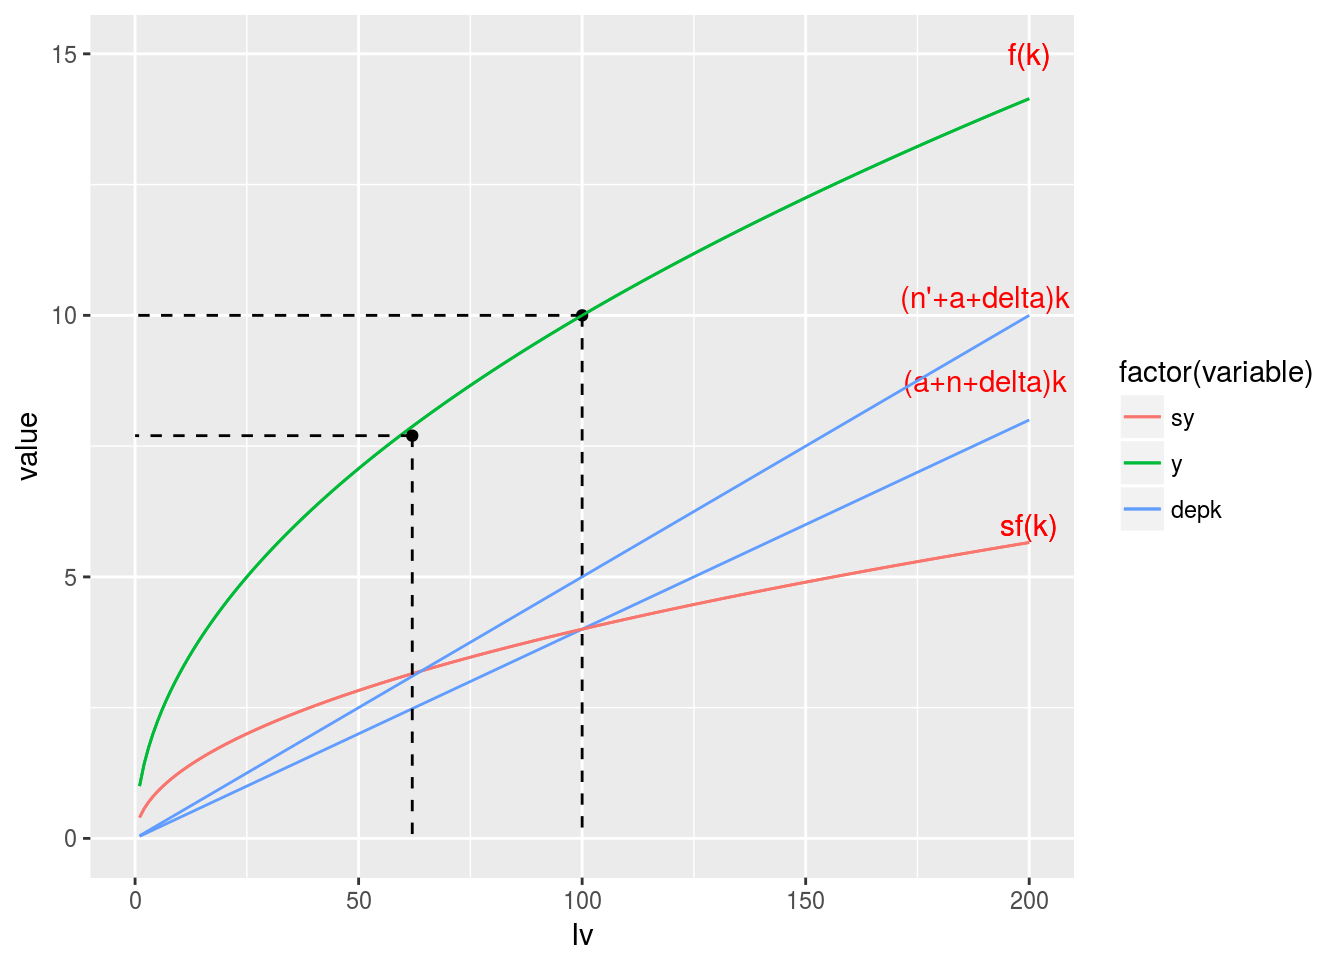 f(k)
(n'+a+delta)k
(a+n+delta)k
sf(k)
15
10
5
0
value
0 50 100 150 200
lv
factor(variable)
sy
y
depk